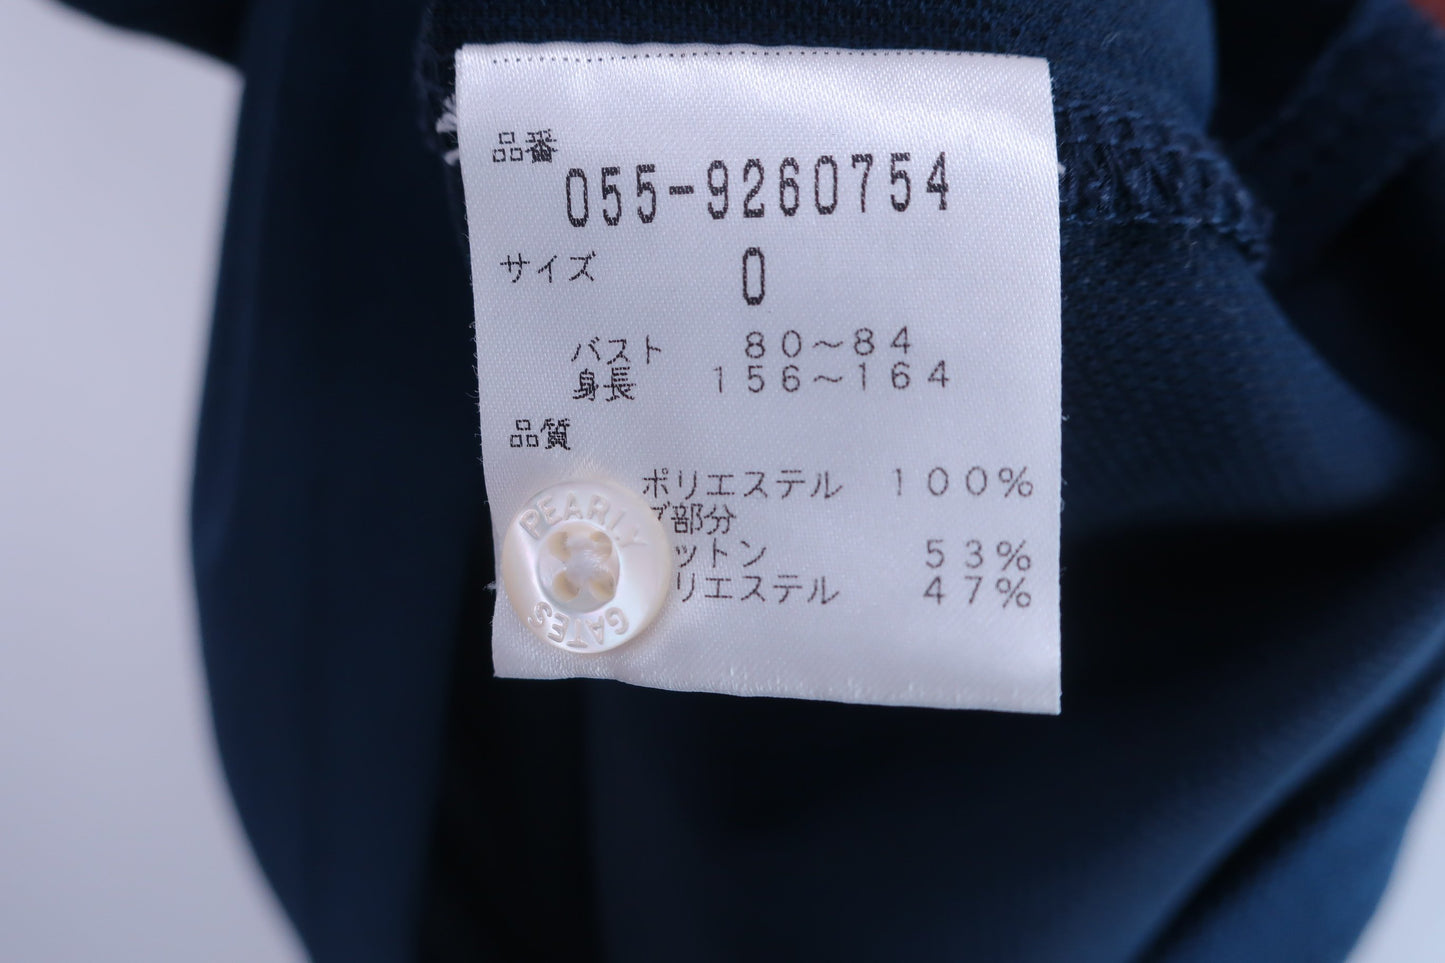 品番
055-9260754
サイズ 0
バスト 80～84
身長 156～164
品質
ポリエステル 100%
部分
ットン 53%
リエステル 47%
PEARLY GATES